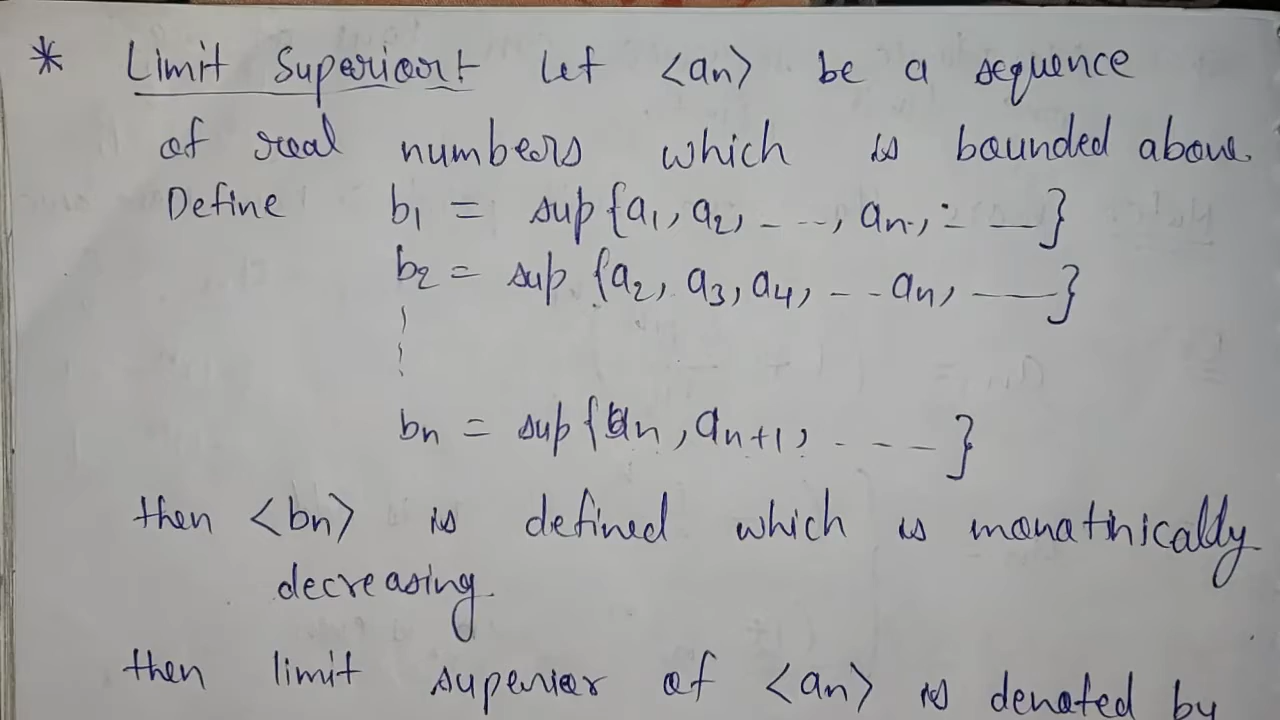 * Limit Superior :- Let <an> be a sequence
of real numbers which is bounded above.
Define b1 = sup{a1, a2, - - -, an, - - —}
b2 = sup {a2, a3, a4, - - an, —}
bn = sup{an, an+1, - - - —}
then <bn> is defined which is monatinically
decreasing.
then limit superior of <an> is denoted by